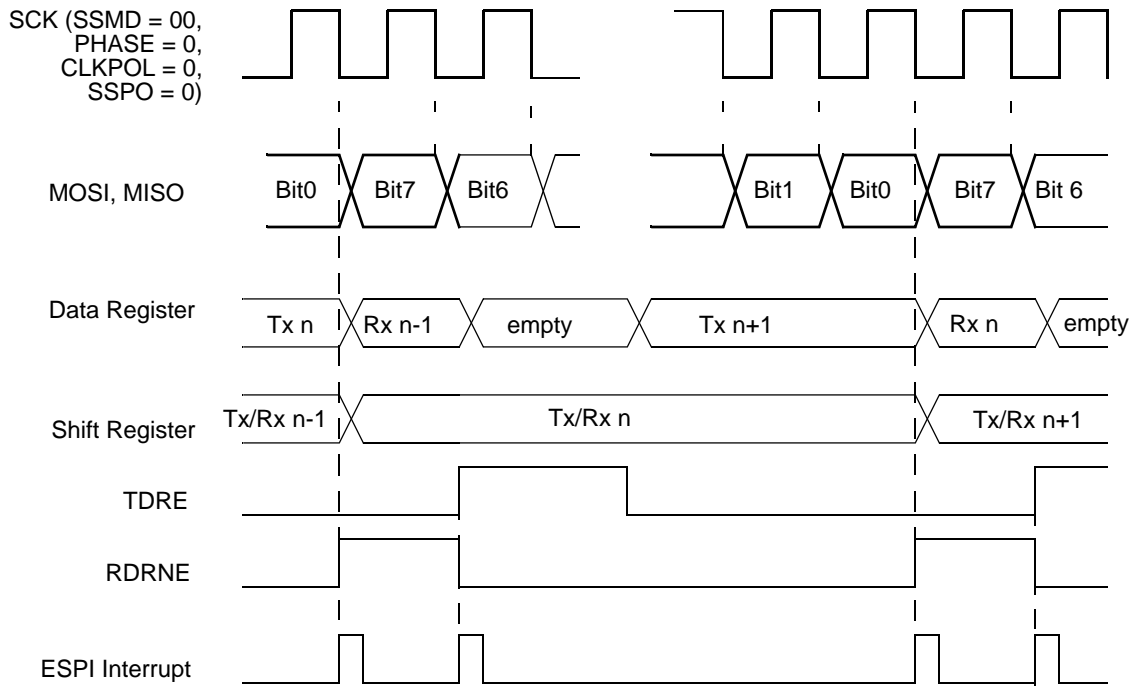 SCK (SSMD = 00,
PHASE = 0,
CLKPOL = 0,
SSPO = 0)
MOSI, MISO
Bit0
Bit7
Bit6
Bit1
Bit0
Bit7
Bit 6
Data Register
Tx n
Rx n-1
empty
Tx n+1
Rx n
empty
Shift Register
Tx/Rx n-1
Tx/Rx n
Tx/Rx n+1
TDRE
RDRNE
ESPI Interrupt